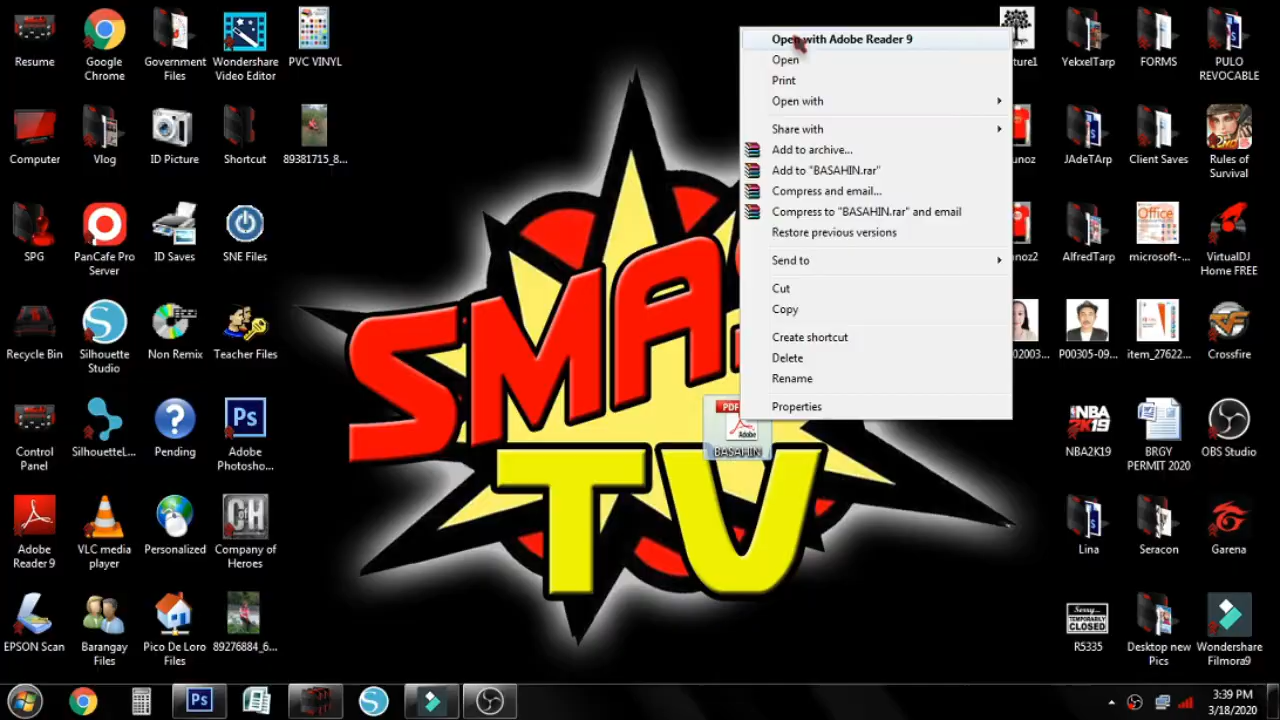 Resume
Google
Chrome
Government
Files
Wondershare
Video Editor
PVC VINYL
Computer
Vlog
ID Picture
Shortcut
89381715_8...
SPG
PanCafe Pro
Server
ID Saves
SNE Files
Recycle Bin
Silhouette
Studio
Non Remix
Teacher Files
Control
Panel
SilhouetteL...
Pending
Ps
Adobe
Photosho...
Adobe
Reader 9
VLC media
player
Personalized
Company of
Heroes
EPSON Scan
Barangay
Files
Pico De Loro
Files
89276884_6...
SMA
TV
Open with Adobe Reader 9
Open
Print
Open with
Share with
Add to archive...
Add to "BASAHIN.rar"
Compress and email...
Compress to "BASAHIN.rar" and email
Restore previous versions
Send to
Cut
Copy
Create shortcut
Delete
Rename
Properties
PDF
Adobe
BASAHIN
YekxelTarp
FORMS
PULO
REVOCABLE
JAdeTArp
Client Saves
Rules of
Survival
AlfredTarp
Office
microsoft-...
VirtualDJ
Home FREE
P00305-09...
item_27622...
Crossfire
NBA
2K19
NBA2K19
BRGY
PERMIT 2020
OBS Studio
Lina
Seracon
Garena
Sorry...
TEMPORARILY
CLOSED
R5335
Desktop new
Pics
Wondershare
Filmora9
Ps
3:39 PM
3/18/2020